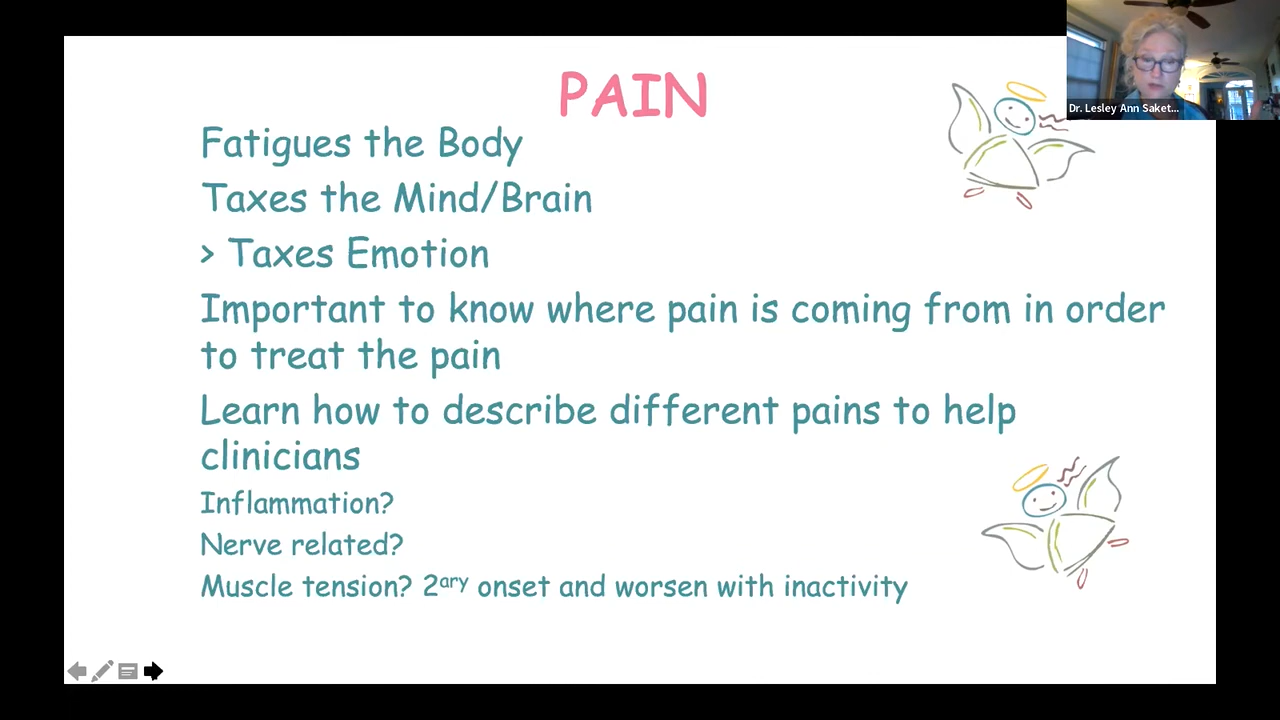 PAIN
Dr. Lesley Ann Saket...
Fatigues the Body
Taxes the Mind/Brain
> Taxes Emotion
Important to know where pain is coming from in order
to treat the pain
Learn how to describe different pains to help
clinicians
Inflammation?
Nerve related?
Muscle tension? 2ary onset and worsen with inactivity